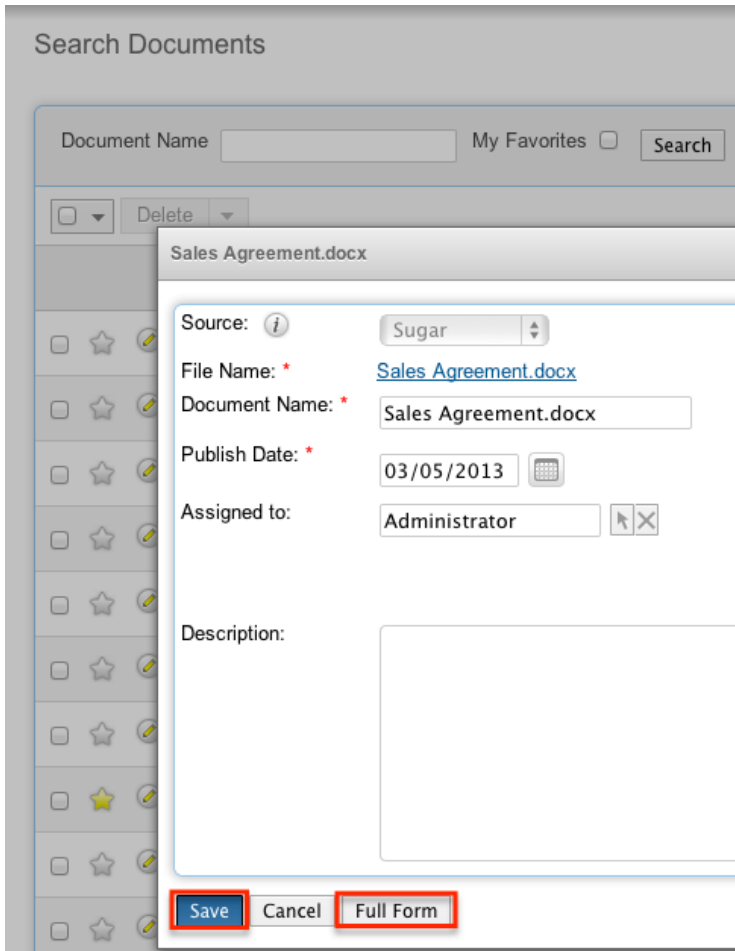 Search Documents
Document Name My Favorites Search
Delete
Sales Agreement.docx
Source: i Sugar
File Name: * Sales Agreement.docx
Document Name: * Sales Agreement.docx
Publish Date: * 03/05/2013
Assigned to: Administrator
Description:
Save Cancel Full Form